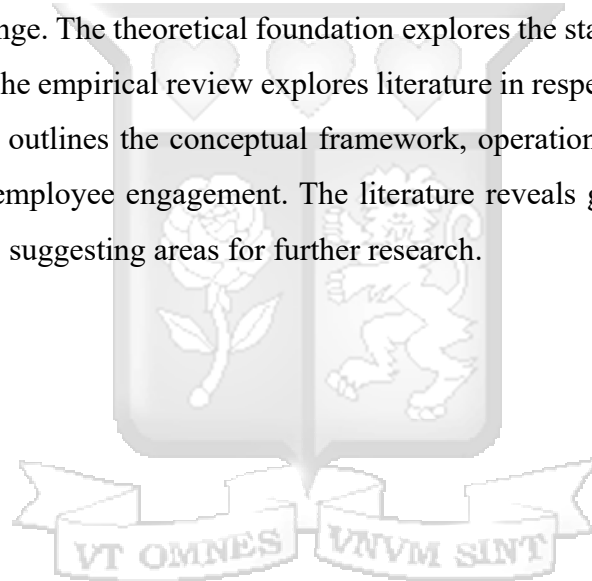 nge. The theoretical foundation explores the sta
he empirical review explores literature in respe
outlines the conceptual framework, operation
employee engagement. The literature reveals g
suggesting areas for further research.
VT OMNES VNVM SINT